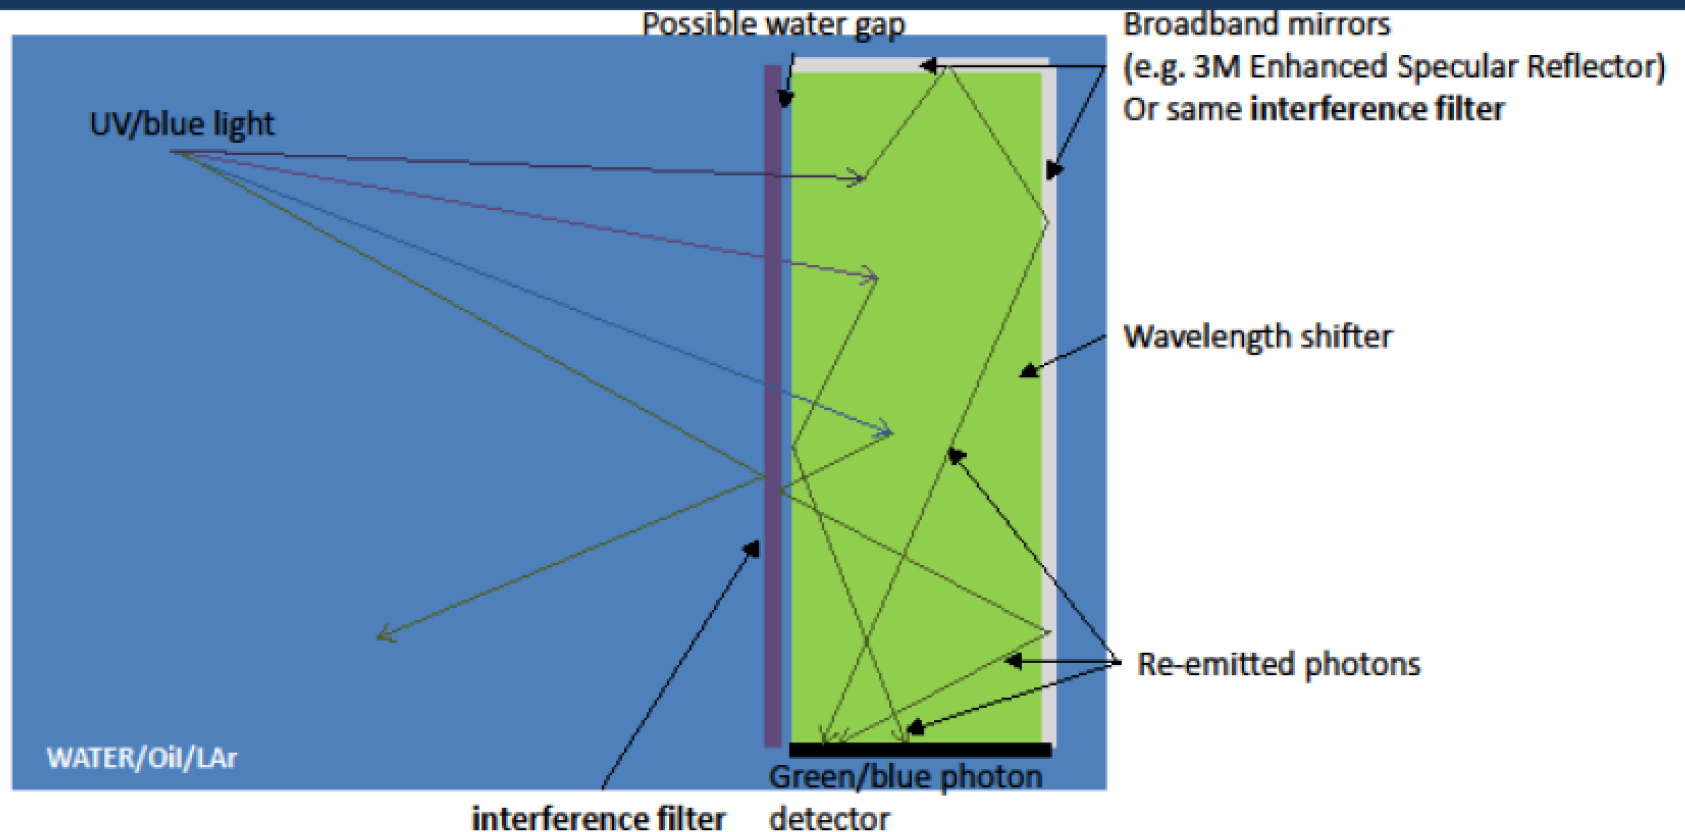 Possible water gap
Broadband mirrors
(e.g. 3M Enhanced Specular Reflector)
Or same interference filter
UV/blue light
Wavelength shifter
Re-emitted photons
WATER/Oil/LAr
Green/blue photon
detector
interference filter